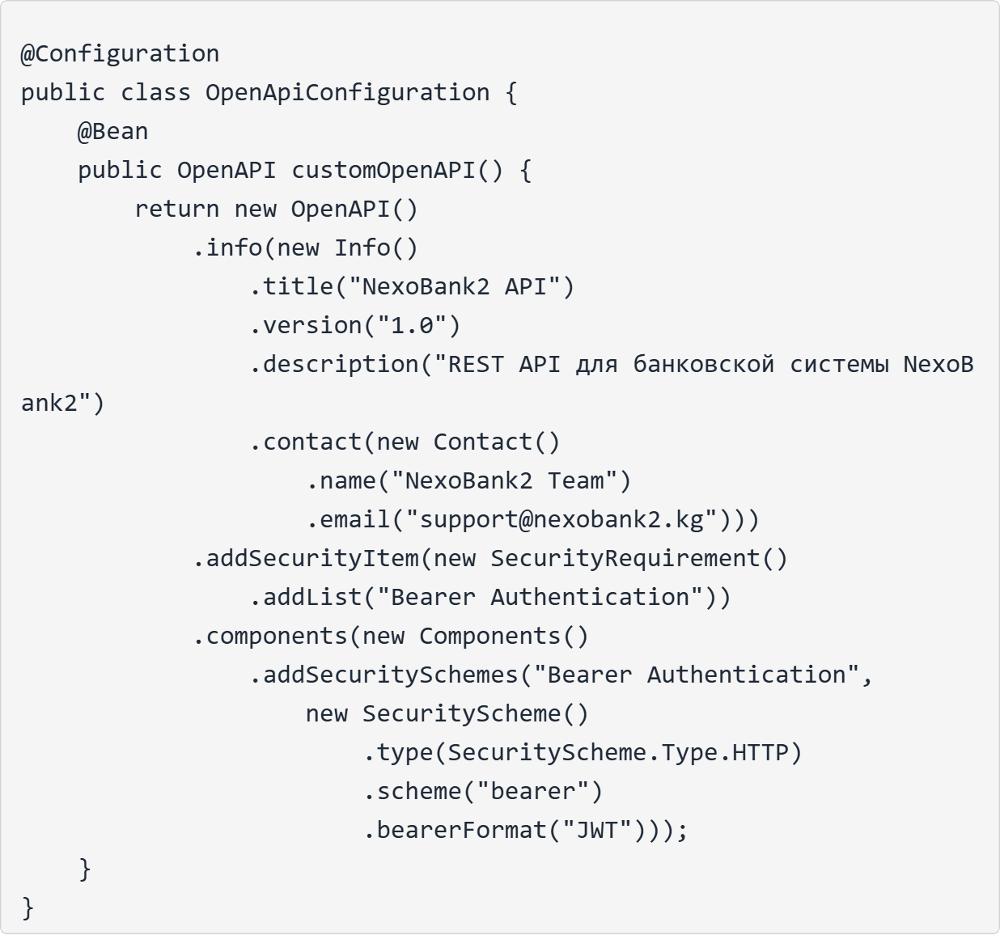 @Configuration
public class OpenApiConfiguration {
    @Bean
    public OpenAPI customOpenAPI() {
        return new OpenAPI()
            .info(new Info()
                .title("NexoBank2 API")
                .version("1.0")
                .description("REST API для банковской системы NexoB
ank2")
                .contact(new Contact()
                    .name("NexoBank2 Team")
                    .email("support@nexobank2.kg")))
            .addSecurityItem(new SecurityRequirement()
                .addList("Bearer Authentication"))
            .components(new Components()
                .addSecuritySchemes("Bearer Authentication",
                    new SecurityScheme()
                        .type(SecurityScheme.Type.HTTP)
                        .scheme("bearer")
                        .bearerFormat("JWT")));
    }
}